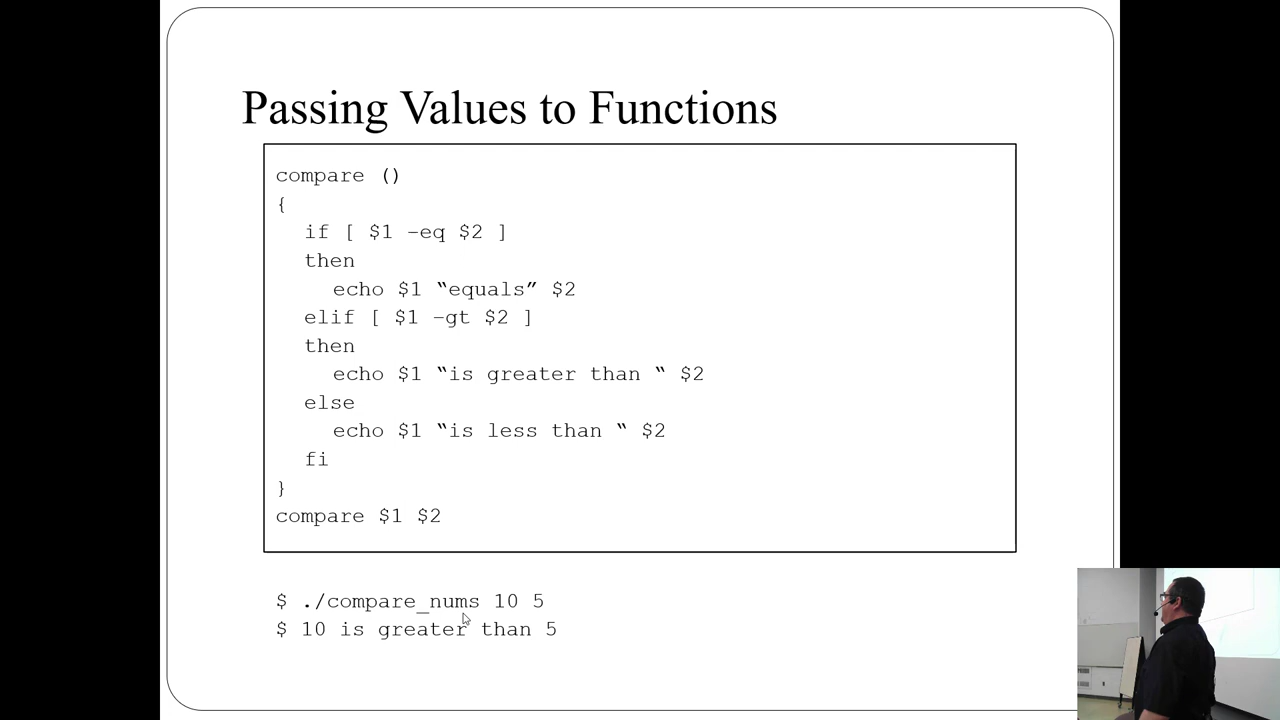 Passing Values to Functions
compare ()
{
if [ $1 –eq $2 ]
then
echo $1 “equals” $2
elif [ $1 –gt $2 ]
then
echo $1 “is greater than “ $2
else
echo $1 “is less than “ $2
fi
}
compare $1 $2
$ ./compare_nums 10 5
$ 10 is greater than 5